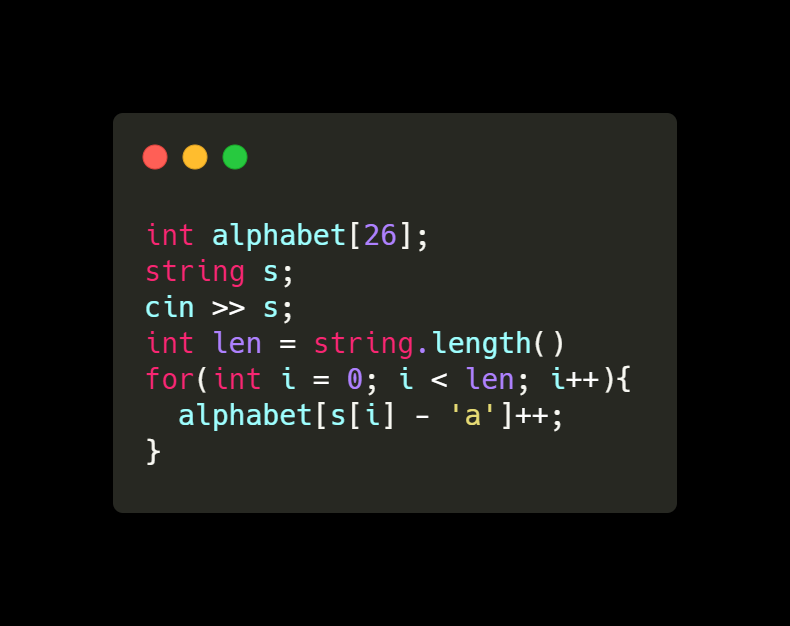 int alphabet[26];
string s;
cin >> s;
int len = string.length()
for(int i = 0; i < len; i++){
  alphabet[s[i] - 'a']++;
}